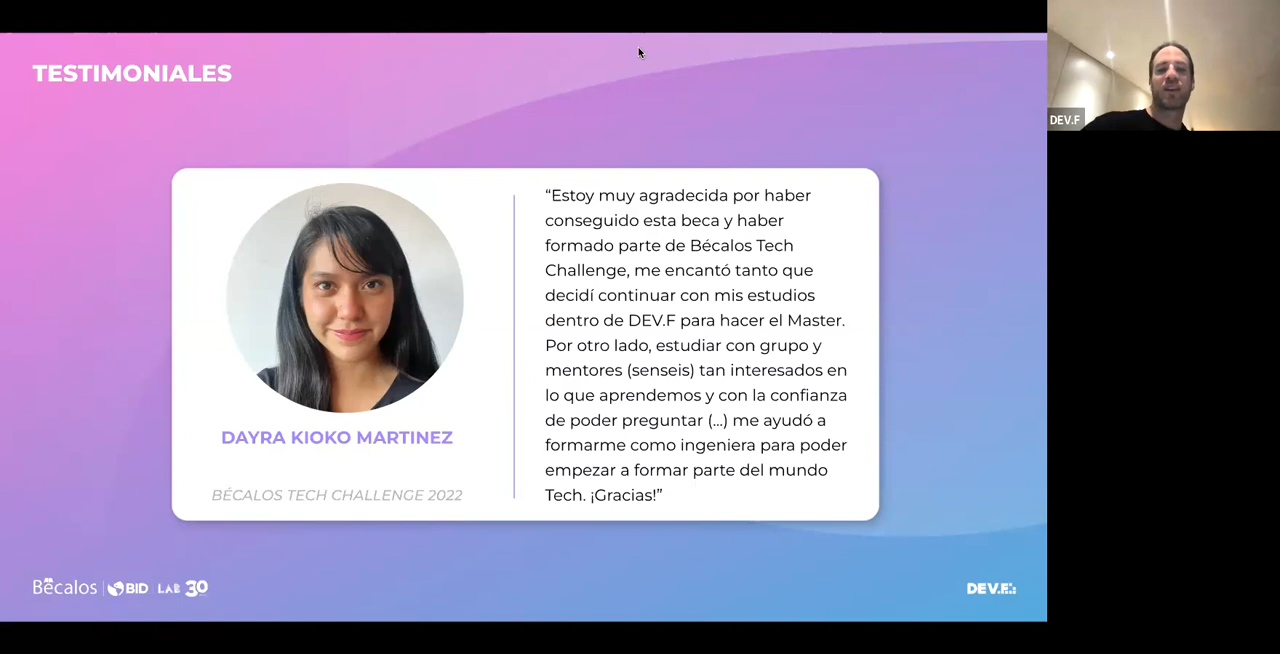 TESTIMONIALES
DEV.F
“Estoy muy agradecida por haber
conseguido esta beca y haber
formado parte de Bécalos Tech
Challenge, me encantó tanto que
decidí continuar con mis estudios
dentro de DEV.F para hacer el Master.
Por otro lado, estudiar con grupo y
mentores (senseis) tan interesados en
lo que aprendemos y con la confianza
de poder preguntar (...) me ayudó a
formarme como ingeniera para poder
empezar a formar parte del mundo
Tech. ¡Gracias!”
DAYRA KIOKO MARTINEZ
BÉCALOS TECH CHALLENGE 2022
Bécalos BID LAB 30
DEV.F